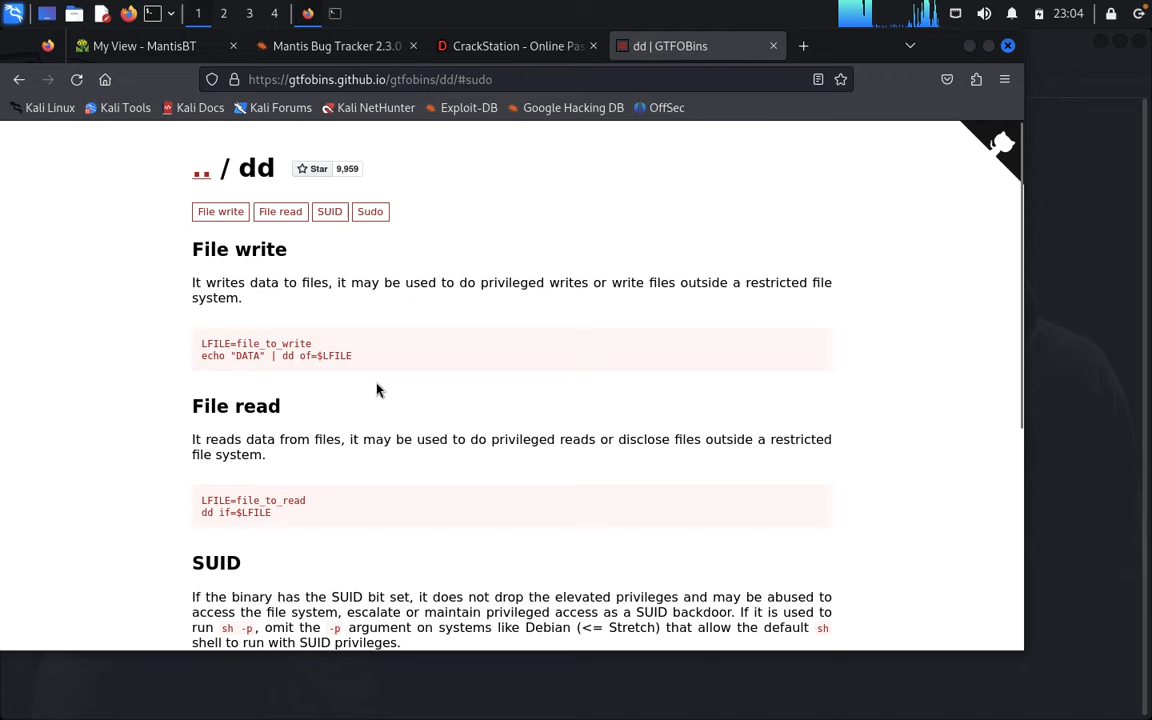 1 2 3 4 23:04
My View - MantisBT
Mantis Bug Tracker 2.3.0
CrackStation - Online Pas
dd | GTFOBins
https://gtfobins.github.io/gtfobins/dd/#sudo
Kali Linux Kali Tools Kali Docs Kali Forums Kali NetHunter Exploit-DB Google Hacking DB OffSec
.. / dd Star 9,959
File write File read SUID Sudo
File write
It writes data to files, it may be used to do privileged writes or write files outside a restricted file
system.
LFILE=file_to_write
echo "DATA" | dd of=$LFILE
File read
It reads data from files, it may be used to do privileged reads or disclose files outside a restricted
file system.
LFILE=file_to_read
dd if=$LFILE
SUID
If the binary has the SUID bit set, it does not drop the elevated privileges and may be abused to
access the file system, escalate or maintain privileged access as a SUID backdoor. If it is used to
run sh -p, omit the -p argument on systems like Debian (<= Stretch) that allow the default sh
shell to run with SUID privileges.